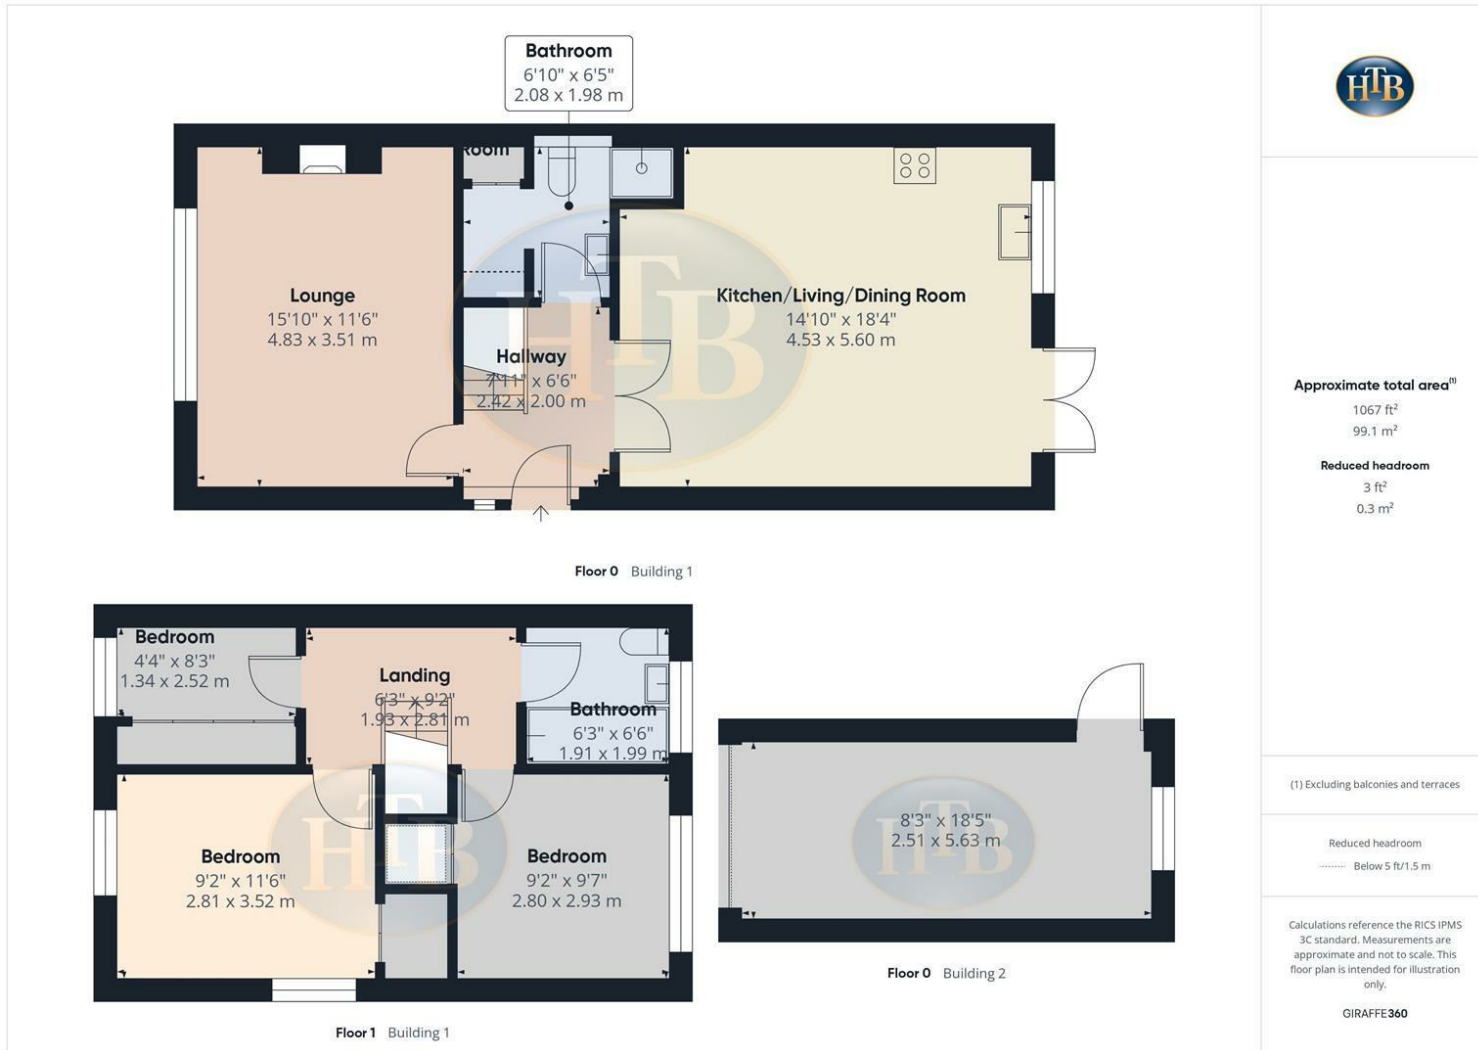 Bathroom
6'10" x 6'5"
2.08 x 1.98 m
HTB
Room
Lounge
15'10" x 11'6"
4.83 x 3.51 m
Kitchen/Living/Dining Room
14'10" x 18'4"
4.53 x 5.60 m
HTB
Hallway
7'11" x 6'6"
2.42 x 2.00 m
Approximate total area(1)
1067 ft²
99.1 m²
Reduced headroom
3 ft²
0.3 m²
Floor 0 Building 1
Bedroom
4'4" x 8'3"
1.34 x 2.52 m
Landing
6'3" x 9'2"
1.93 x 2.81 m
Bathroom
6'3" x 6'6"
1.91 x 1.99 m
HTB
Bedroom
9'2" x 11'6"
2.81 x 3.52 m
Bedroom
9'2" x 9'7"
2.80 x 2.93 m
HTB
8'3" x 18'5"
2.51 x 5.63 m
Floor 0 Building 2
Floor 1 Building 1
(1) Excluding balconies and terraces
Reduced headroom
Below 5 ft/1.5 m
Calculations reference the RICS IPMS
3C standard. Measurements are
approximate and not to scale. This
floor plan is intended for illustration
only.
GIRAFFE360